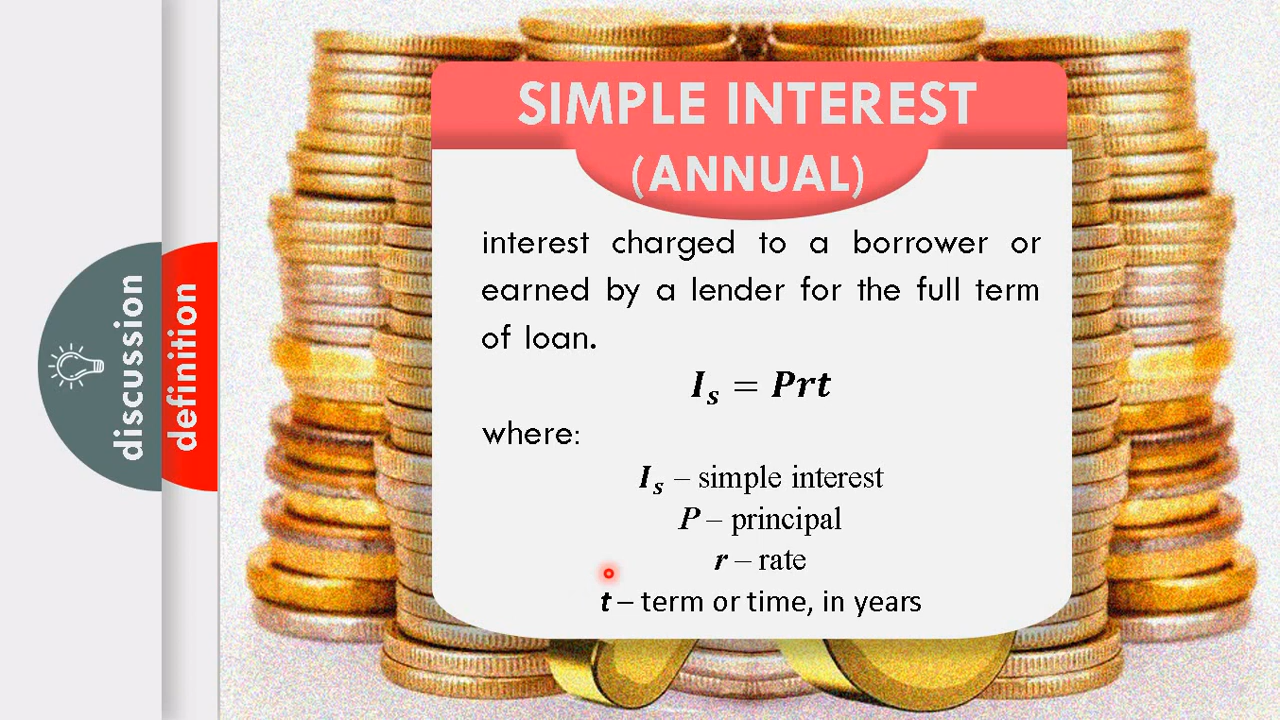 discussion
definition
SIMPLE INTEREST
(ANNUAL)
interest charged to a borrower or
earned by a lender for the full term
of loan.
Iₛ = Prt
where:
Iₛ – simple interest
P – principal
r – rate
t – term or time, in years